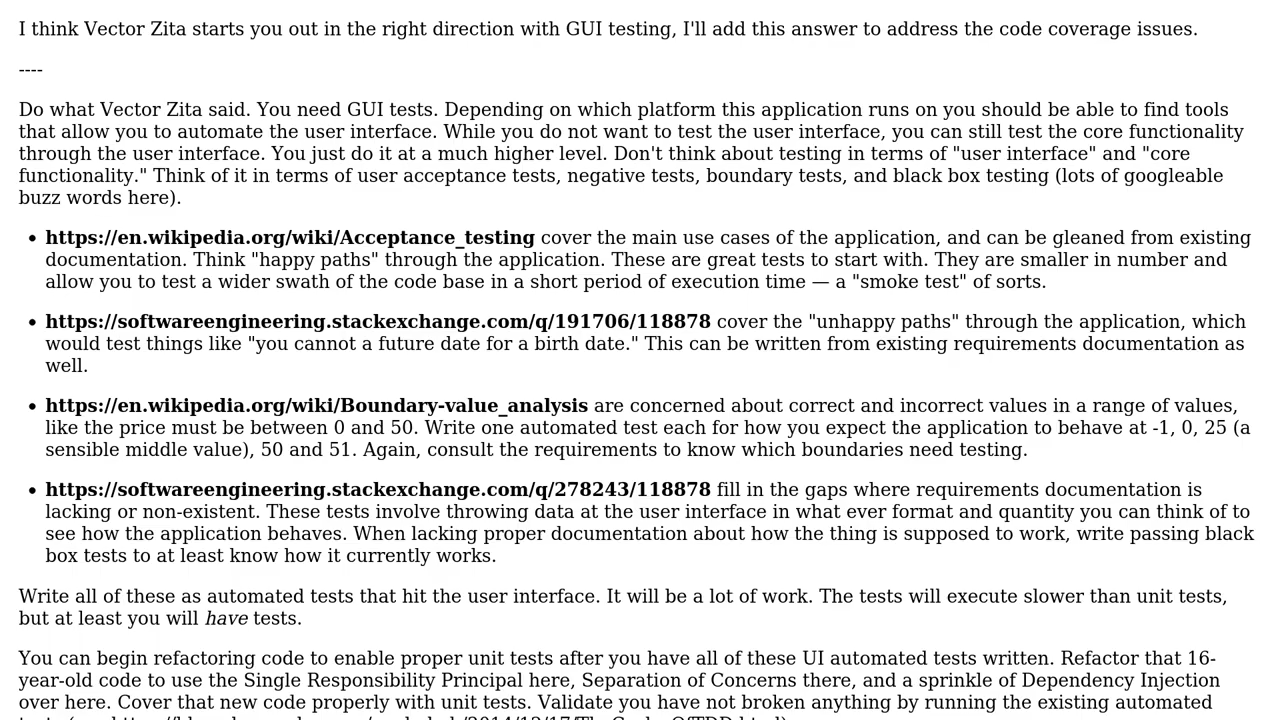 I think Vector Zita starts you out in the right direction with GUI testing, I'll add this answer to address the code coverage issues.
----
Do what Vector Zita said. You need GUI tests. Depending on which platform this application runs on you should be able to find tools
that allow you to automate the user interface. While you do not want to test the user interface, you can still test the core functionality
through the user interface. You just do it at a much higher level. Don't think about testing in terms of "user interface" and "core
functionality." Think of it in terms of user acceptance tests, negative tests, boundary tests, and black box testing (lots of googleable
buzz words here).
• https://en.wikipedia.org/wiki/Acceptance_testing cover the main use cases of the application, and can be gleaned from existing
documentation. Think "happy paths" through the application. These are great tests to start with. They are smaller in number and
allow you to test a wider swath of the code base in a short period of execution time — a "smoke test" of sorts.
• https://softwareengineering.stackexchange.com/q/191706/118878 cover the "unhappy paths" through the application, which
would test things like "you cannot a future date for a birth date." This can be written from existing requirements documentation as
well.
• https://en.wikipedia.org/wiki/Boundary-value_analysis are concerned about correct and incorrect values in a range of values,
like the price must be between 0 and 50. Write one automated test each for how you expect the application to behave at -1, 0, 25 (a
sensible middle value), 50 and 51. Again, consult the requirements to know which boundaries need testing.
• https://softwareengineering.stackexchange.com/q/278243/118878 fill in the gaps where requirements documentation is
lacking or non-existent. These tests involve throwing data at the user interface in what ever format and quantity you can think of to
see how the application behaves. When lacking proper documentation about how the thing is supposed to work, write passing black
box tests to at least know how it currently works.
Write all of these as automated tests that hit the user interface. It will be a lot of work. The tests will execute slower than unit tests,
but at least you will have tests.
You can begin refactoring code to enable proper unit tests after you have all of these UI automated tests written. Refactor that 16-
year-old code to use the Single Responsibility Principal here, Separation of Concerns there, and a sprinkle of Dependency Injection
over here. Cover that new code properly with unit tests. Validate you have not broken anything by running the existing automated